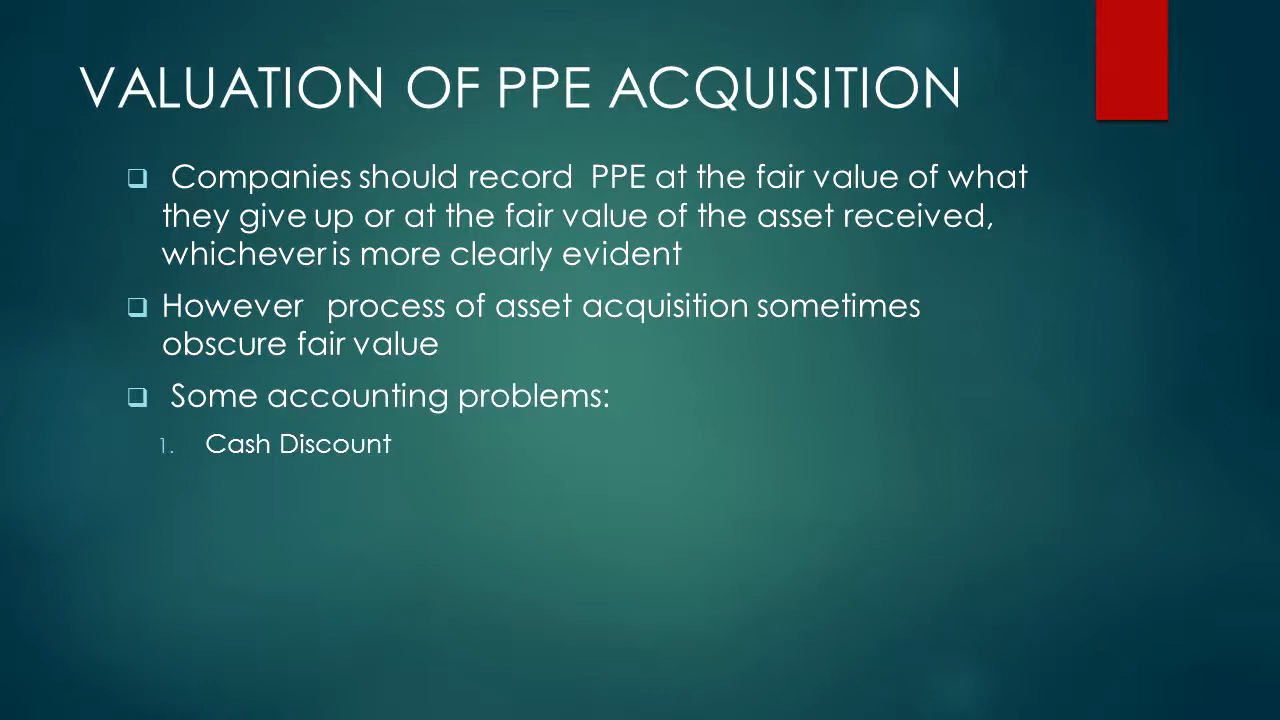 VALUATION OF PPE ACQUISITION
Companies should record PPE at the fair value of what
they give up or at the fair value of the asset received,
whichever is more clearly evident
However process of asset acquisition sometimes
obscure fair value
Some accounting problems:
1. Cash Discount